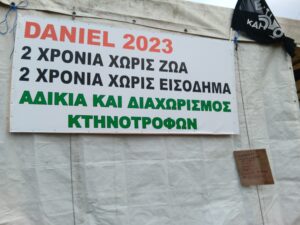 DANIEL 2023
2 ΧΡΟΝΙΑ ΧΩΡΙΣ ΖΩΑ
2 ΧΡΟΝΙΑ ΧΩΡΙΣ ΕΙΣΟΔΗΜΑ
ΑΔΙΚΙΑ ΚΑΙ ΔΙΑΧΩΡΙΣΜΟΣ
ΚΤΗΝΟΤΡΟΦΩΝ